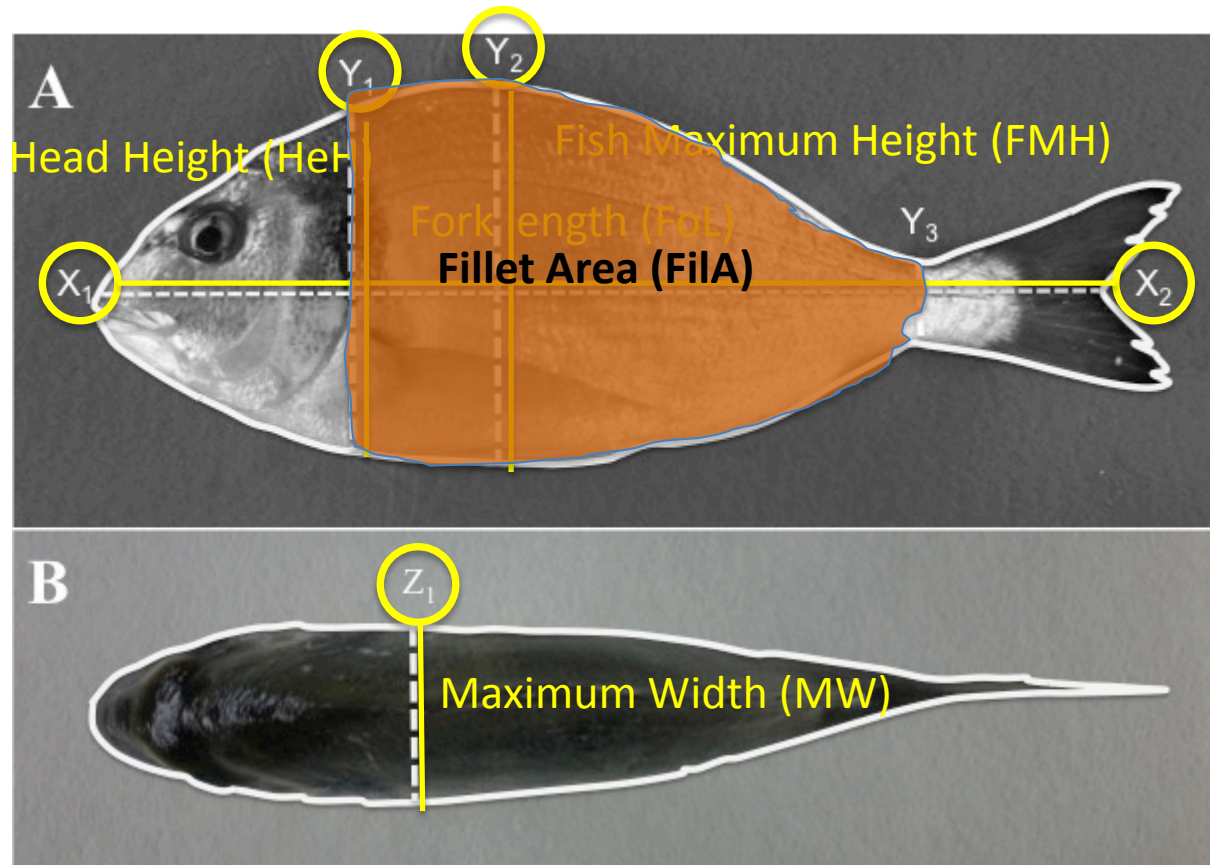 Y₂
Y₁
A
Head Height (HeH)
Fish Maximum Height (FMH)
Fork length (FoL)
Y₃
Fillet Area (FilA)
X₁
X₂
B
Z₁
Maximum Width (MW)